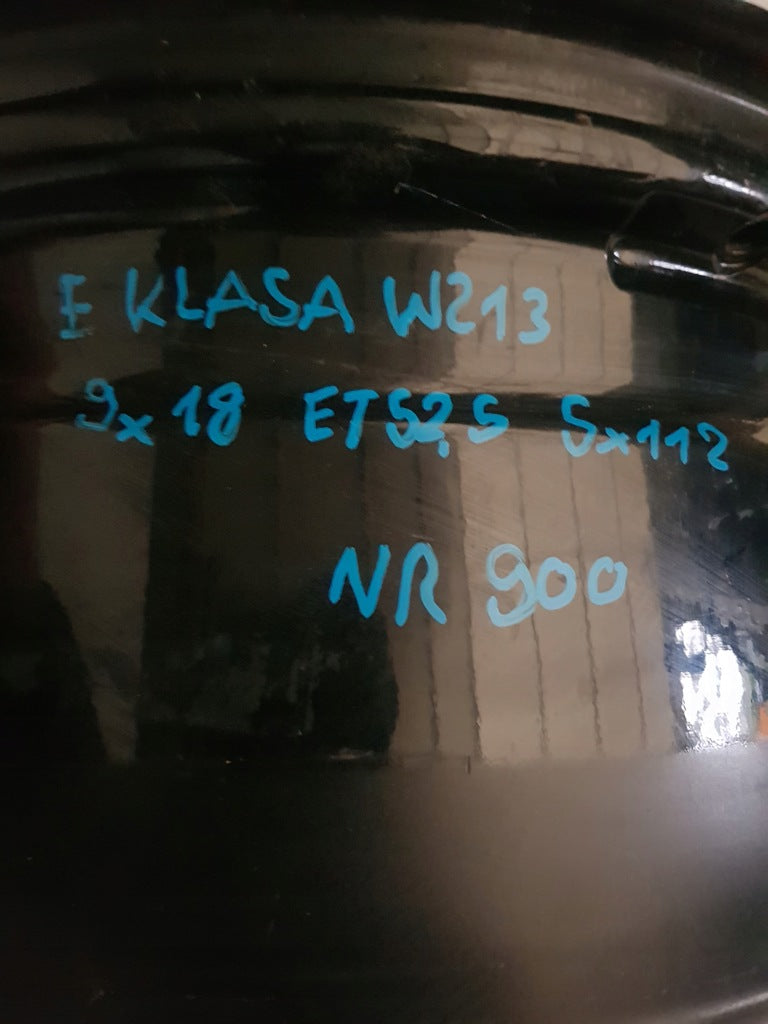 E KLASA W213
9x18 ET52,5 5x112
NR 900